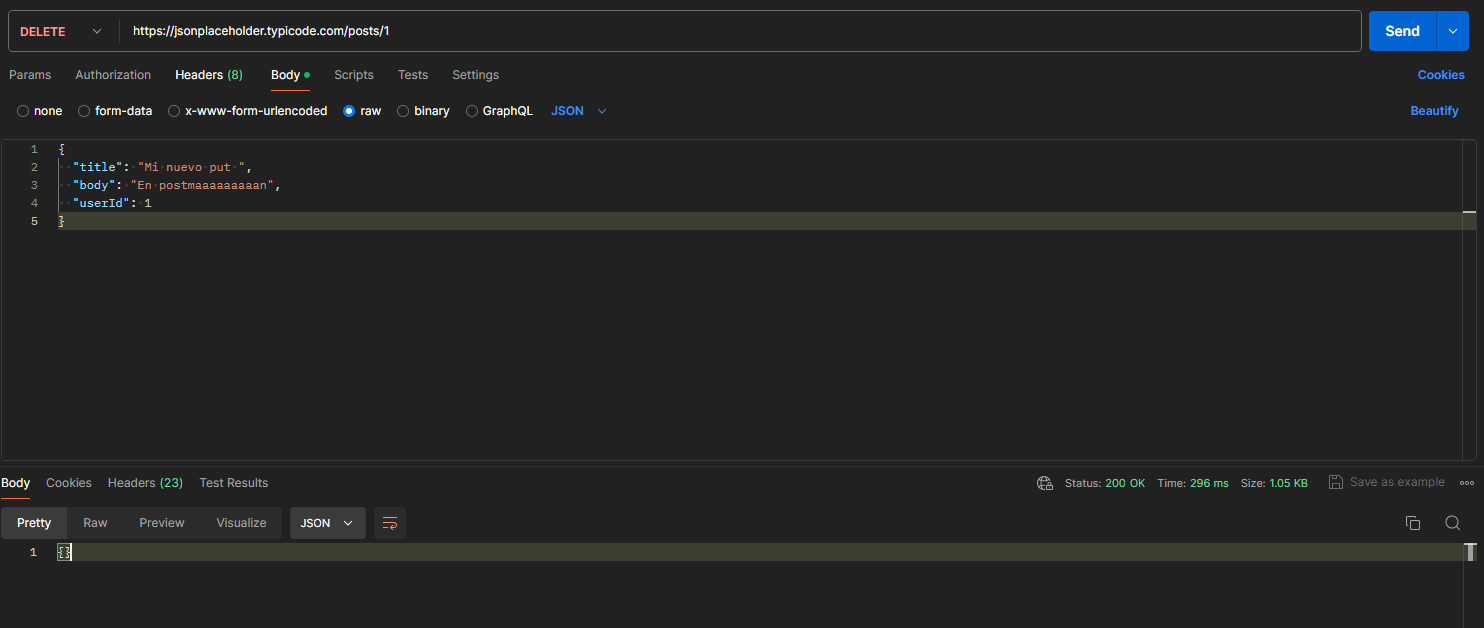 DELETE https://jsonplaceholder.typicode.com/posts/1 Send
Params Authorization Headers (8) Body Scripts Tests Settings Cookies
none form-data x-www-form-urlencoded raw binary GraphQL JSON Beautify
1 {
2 "title": "Mi nuevo put ",
3 "body": "En postmaaaaaaaaan",
4 "userId": 1
5 }
Body Cookies Headers (23) Test Results Status: 200 OK Time: 296 ms Size: 1.05 KB Save as example
Pretty Raw Preview Visualize JSON
1 {}